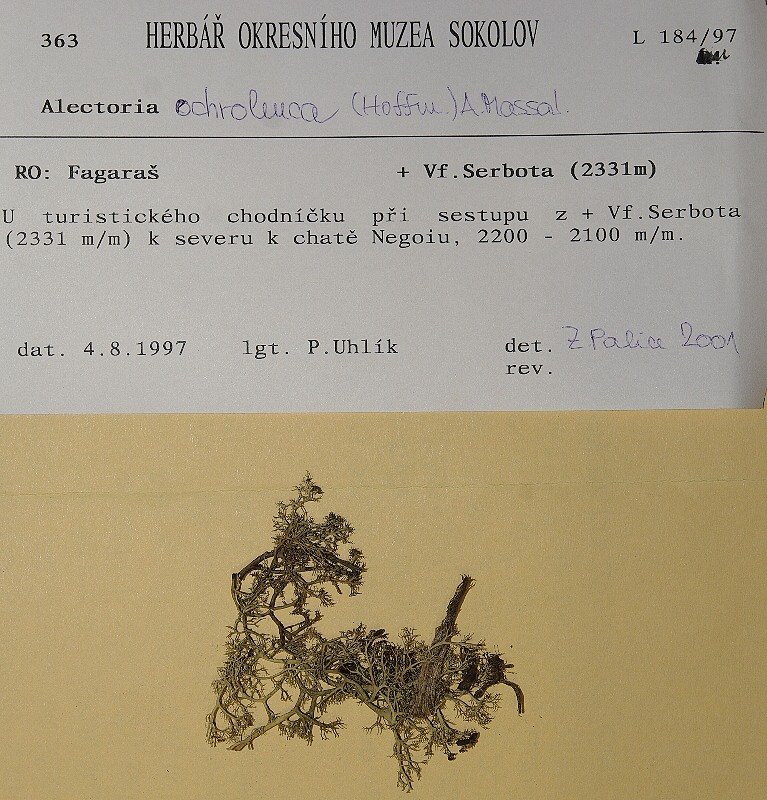 363 HERBÁŘ OKRESNÍHO MUZEA SOKOLOV L 184/97
Alectoria ochroleuca (Hoffm.) A. Massal.
RO: Fagaraš + Vf.Serbota (2331m)
U turistického chodníčku při sestupu z + Vf.Serbota
(2331 m/m) k severu k chatě Negoiu, 2200 - 2100 m/m.
dat. 4.8.1997 lgt. P.Uhlík det. Z Palice 2001
rev.